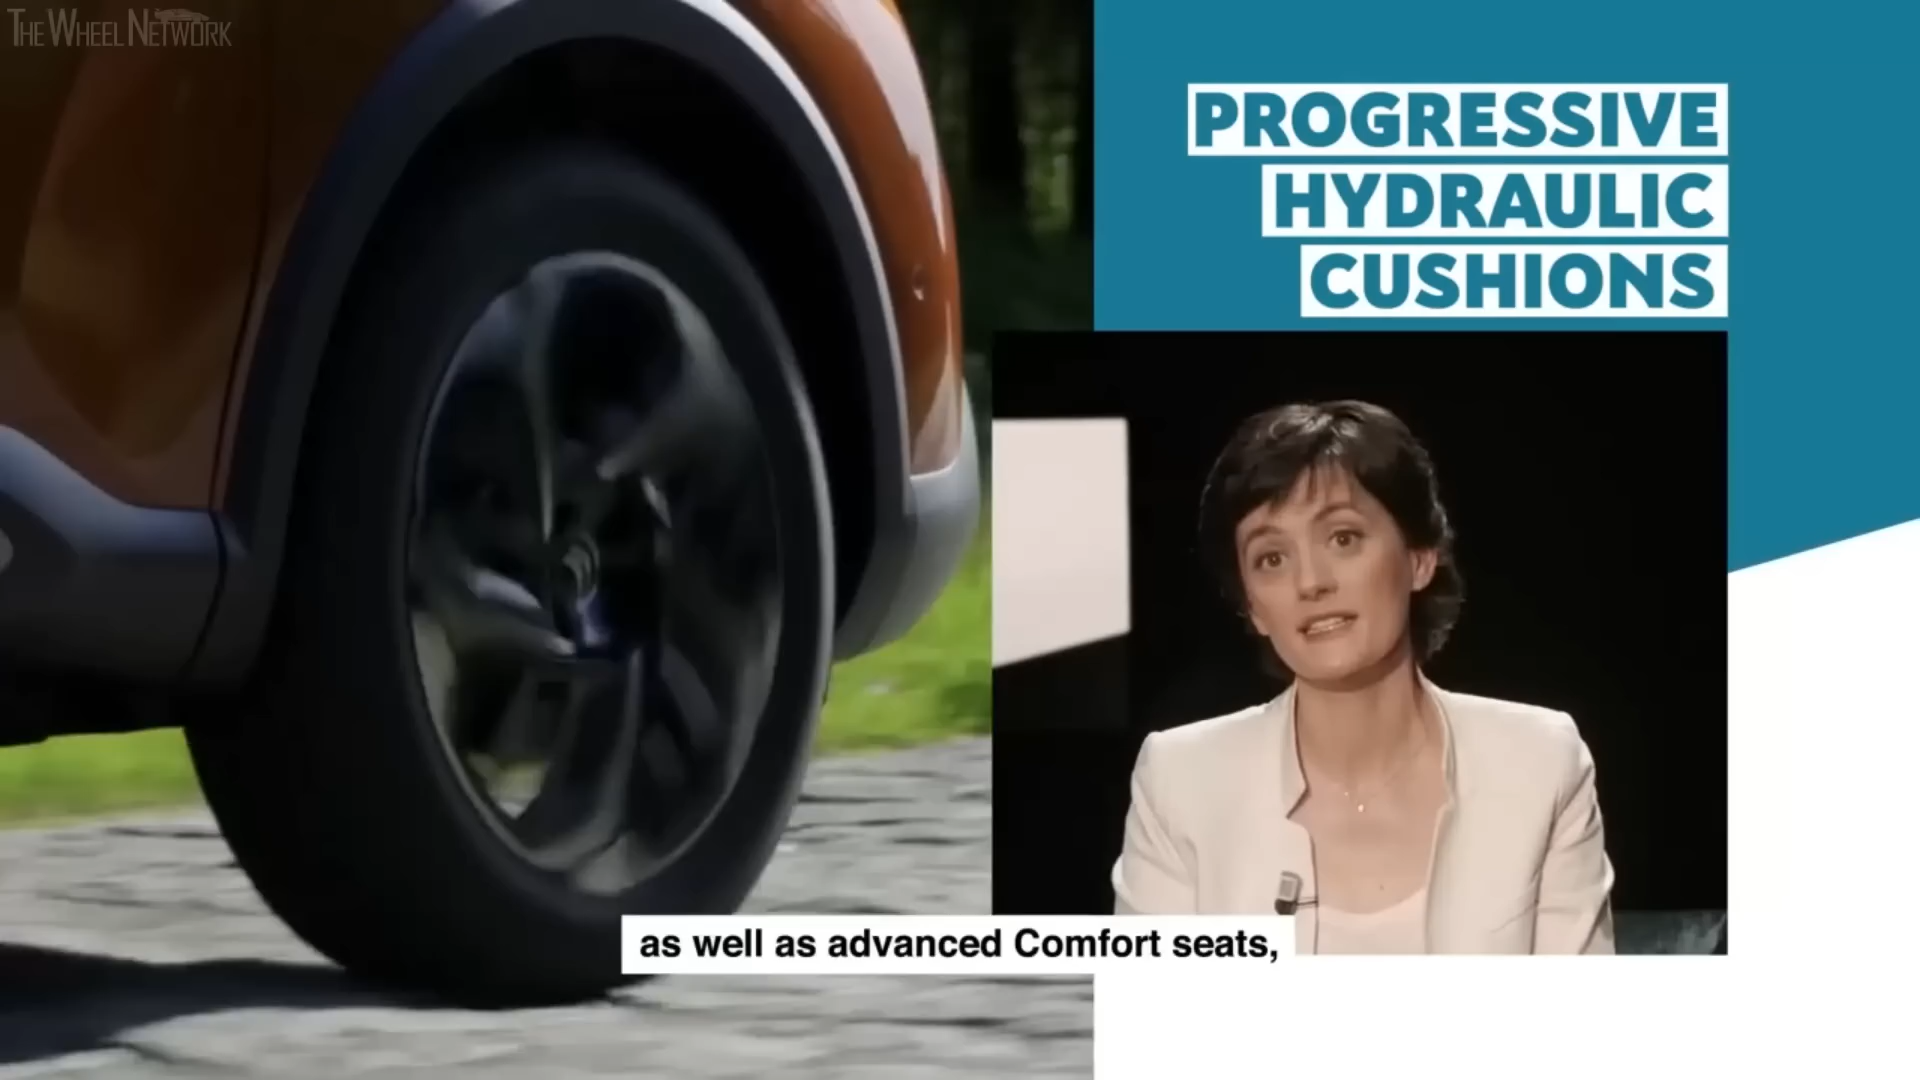 THE WHEEL NETWORK
PROGRESSIVE
HYDRAULIC
CUSHIONS
as well as advanced Comfort seats,